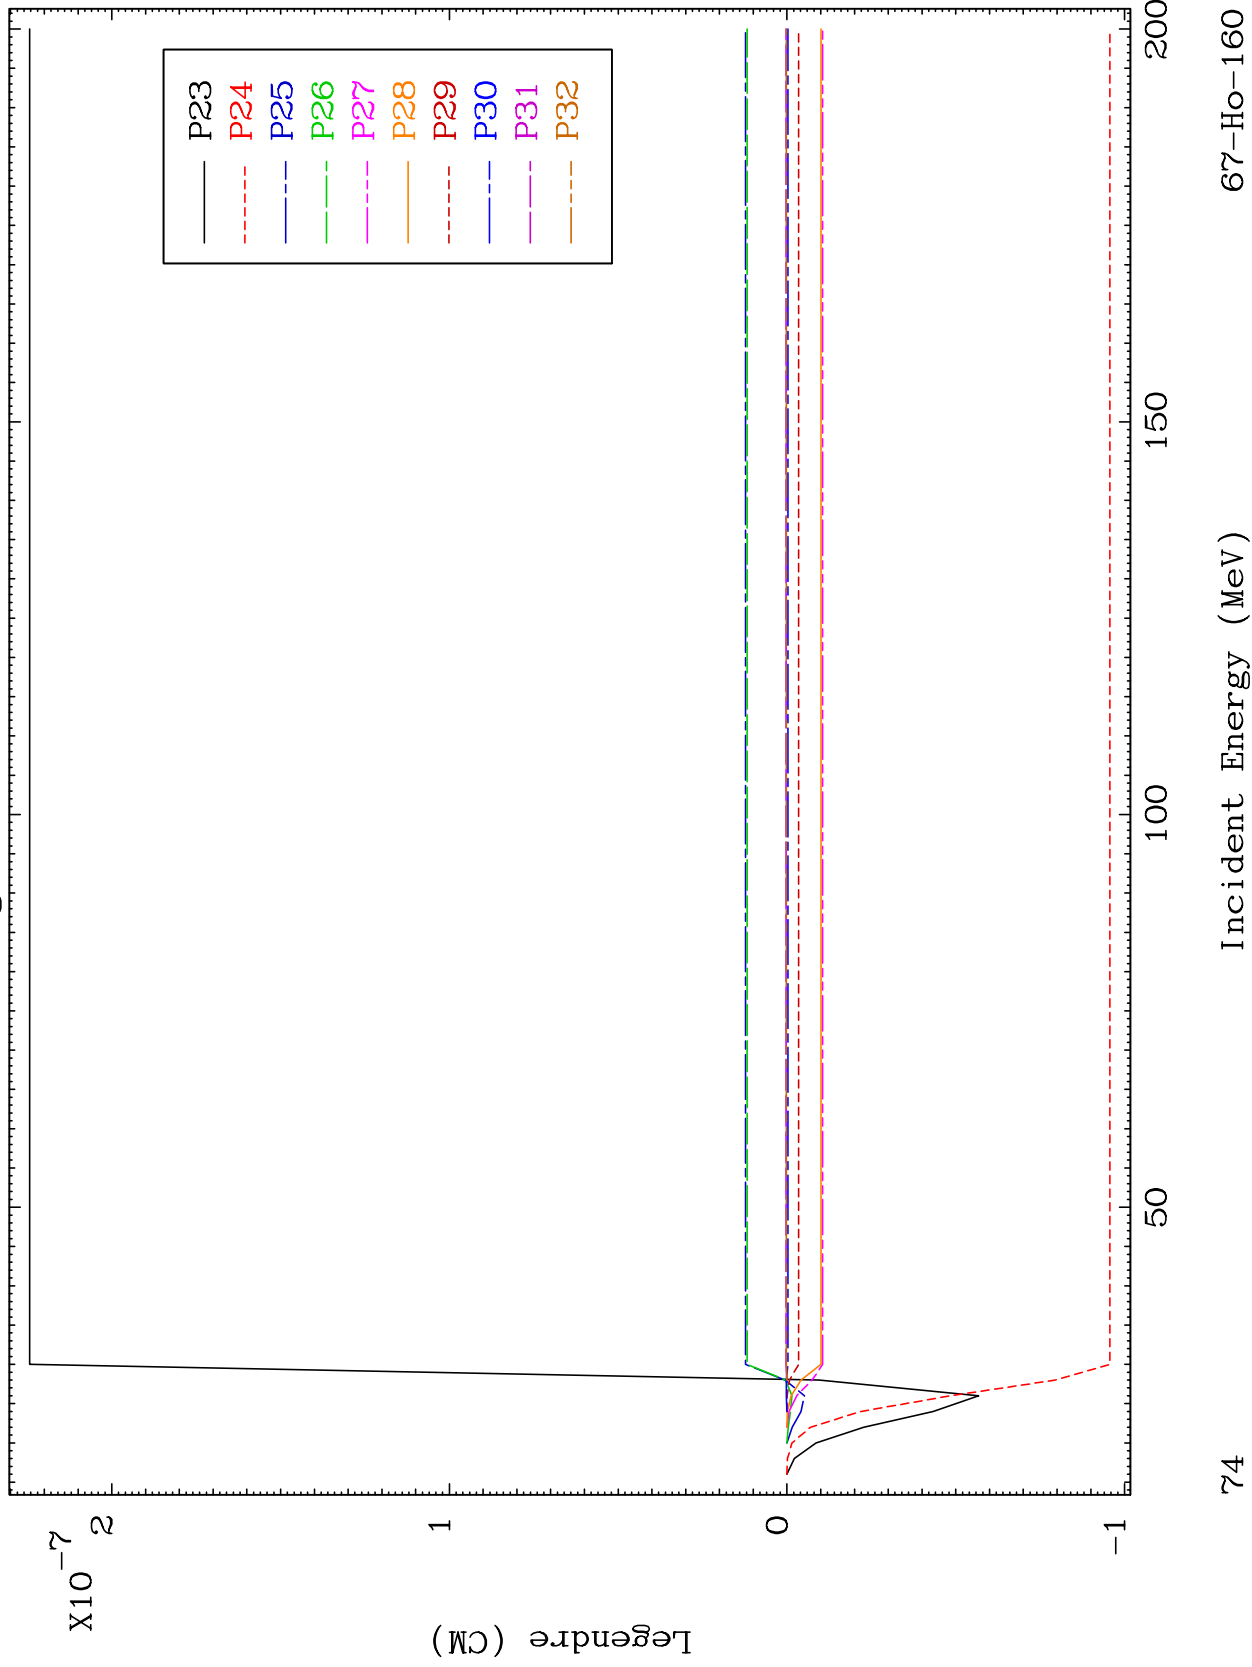 X10-7
2
1
0
-1
Legendre (CM)
P23
P24
P25
P26
P27
P28
P29
P30
P31
P32
50
100
150
200
74
Incident Energy (MeV)
67-Ho-160